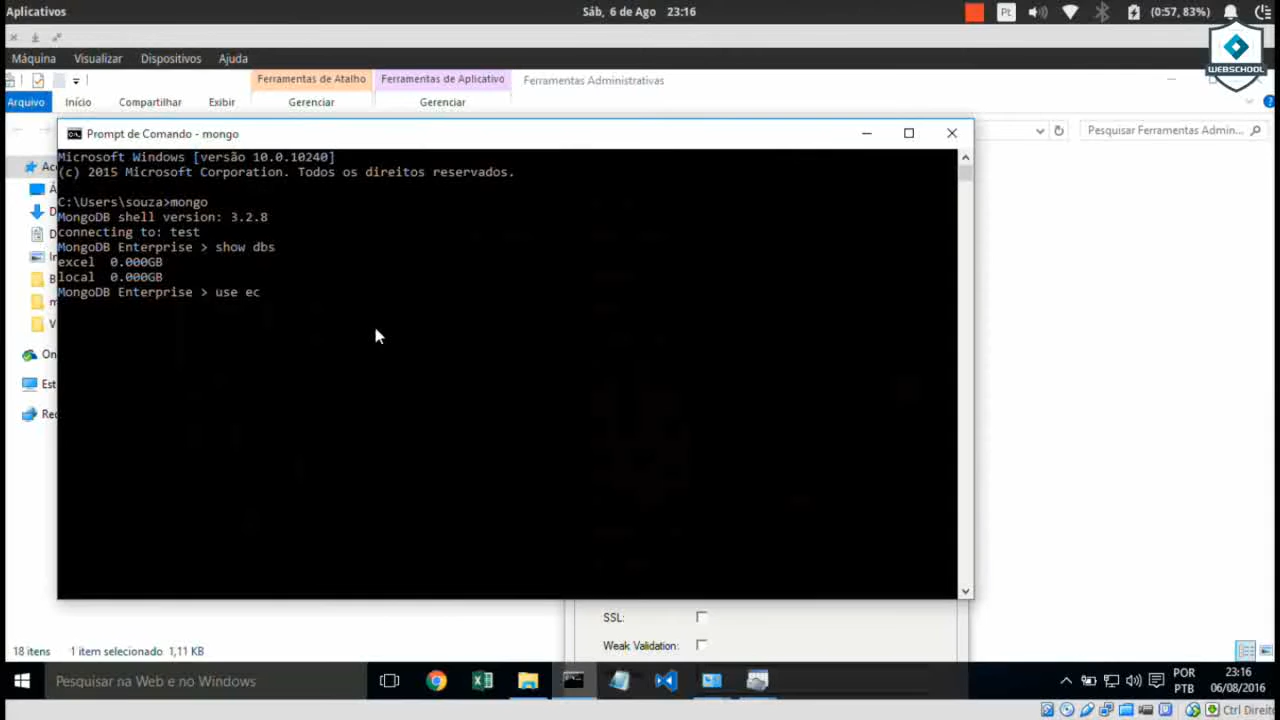 Aplicativos
Sáb, 6 de Ago 23:16
Pt
(0:57, 83%)
WEBSCHOOL
Máquina Visualizar Dispositivos Ajuda
Ferramentas de Atalho Ferramentas de Aplicativo Ferramentas Administrativas
Arquivo Início Compartilhar Exibir Gerenciar Gerenciar
Prompt de Comando - mongo
Pesquisar Ferramentas Admin...
Microsoft Windows [versão 10.0.10240]
(c) 2015 Microsoft Corporation. Todos os direitos reservados.
C:\Users\souza>mongo
MongoDB shell version: 3.2.8
connecting to: test
MongoDB Enterprise > show dbs
excel 0.000GB
local 0.000GB
MongoDB Enterprise > use ec
On
Est
SSL:
Weak Validation:
18 itens 1 item selecionado 1,11 KB
Pesquisar na Web e no Windows
POR
PTB
23:16
06/08/2016
Ctrl Direito